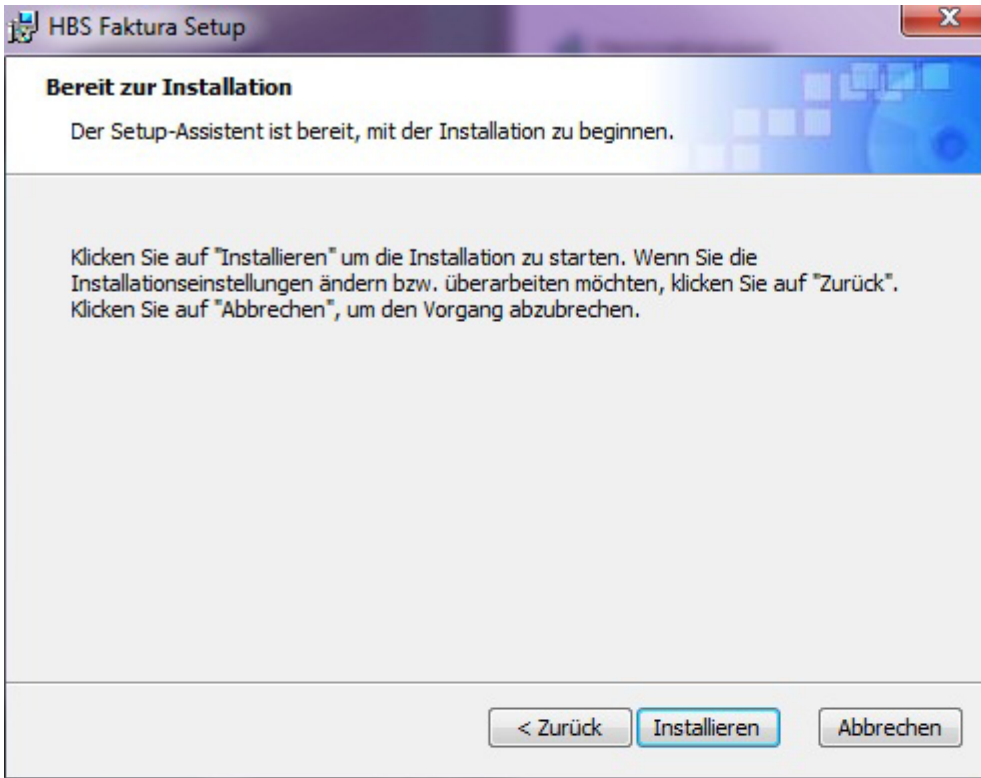 HBS Faktura Setup
Bereit zur Installation
Der Setup-Assistent ist bereit, mit der Installation zu beginnen.
Klicken Sie auf "Installieren" um die Installation zu starten. Wenn Sie die
Installationseinstellungen ändern bzw. überarbeiten möchten, klicken Sie auf "Zurück".
Klicken Sie auf "Abbrechen", um den Vorgang abzubrechen.
< Zurück Installieren Abbrechen